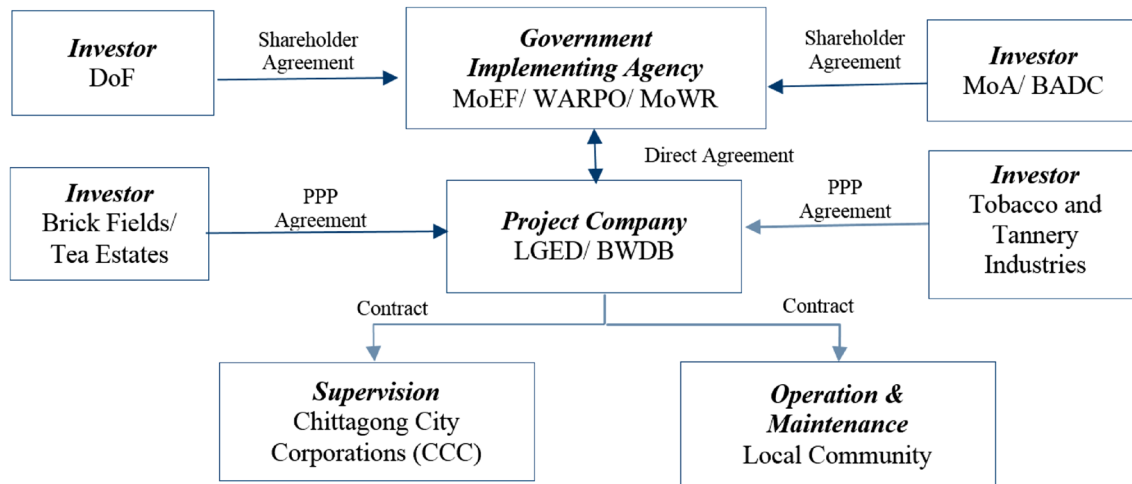 Investor
DoF
Shareholder
Agreement
Government
Implementing Agency
MoEF/ WARPO/ MoWR
Shareholder
Agreement
Investor
MoA/ BADC
Direct Agreement
Investor
Brick Fields/
Tea Estates
PPP
Agreement
Project Company
LGED/ BWDB
PPP
Agreement
Investor
Tobacco and
Tannery
Industries
Contract
Contract
Supervision
Chittagong City
Corporations (CCC)
Operation &
Maintenance
Local Community